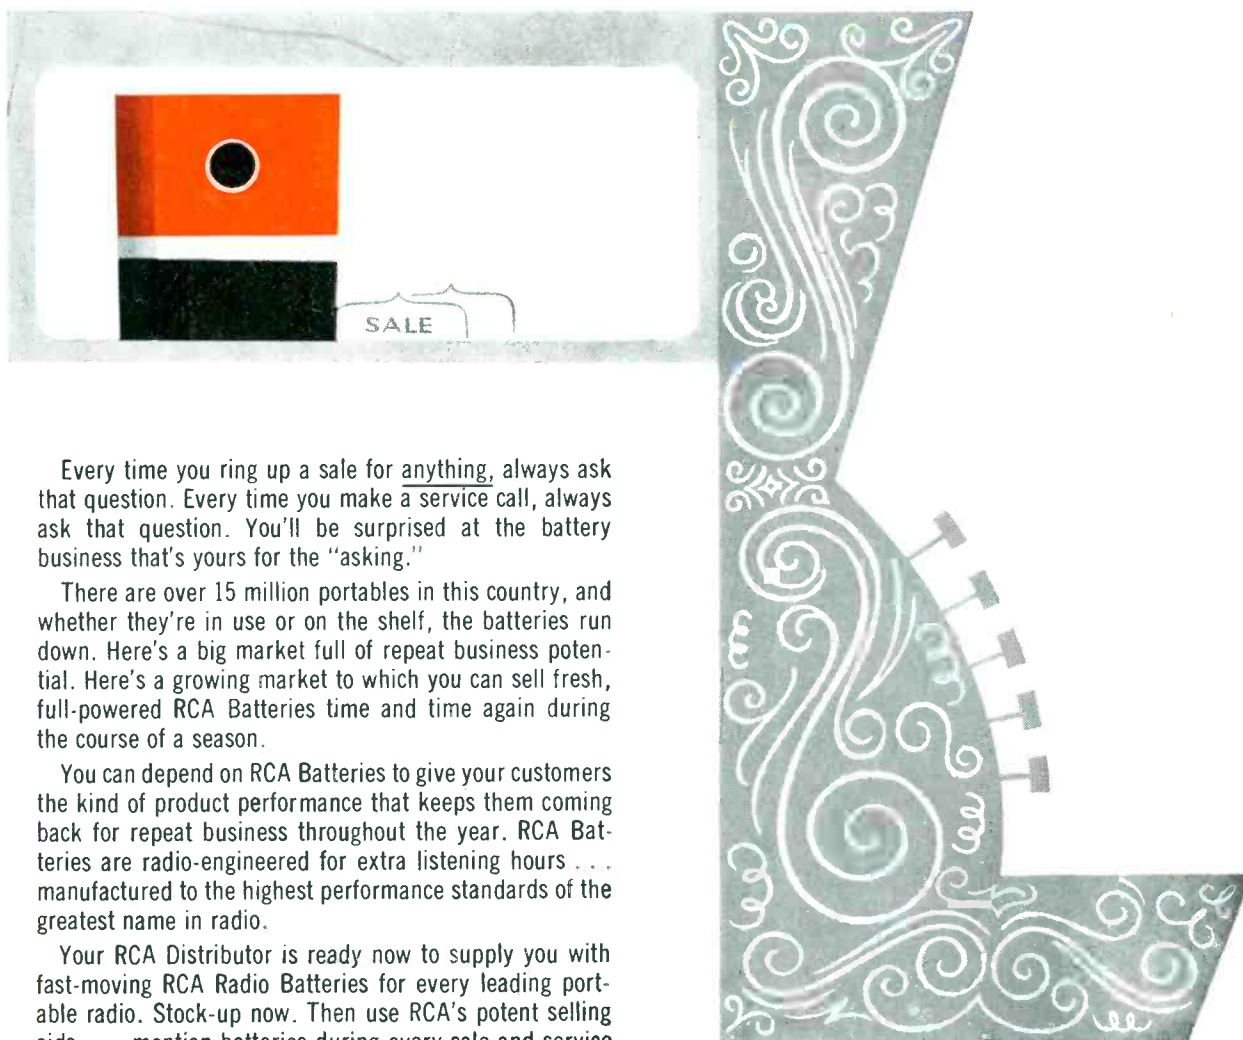 SALE
Every time you ring up a sale for anything, always ask
that question. Every time you make a service call, always
ask that question. You'll be surprised at the battery
business that's yours for the "asking."
There are over 15 million portables in this country, and
whether they're in use or on the shelf, the batteries run
down. Here's a big market full of repeat business poten-
tial. Here's a growing market to which you can sell fresh,
full-powered RCA Batteries time and time again during
the course of a season.
You can depend on RCA Batteries to give your customers
the kind of product performance that keeps them coming
back for repeat business throughout the year. RCA Bat-
teries are radio-engineered for extra listening hours . . .
manufactured to the highest performance standards of the
greatest name in radio.
Your RCA Distributor is ready now to supply you with
fast-moving RCA Radio Batteries for every leading port-
able radio. Stock-up now. Then use RCA's potent selling
aids . . . mention batteries during every sale and service